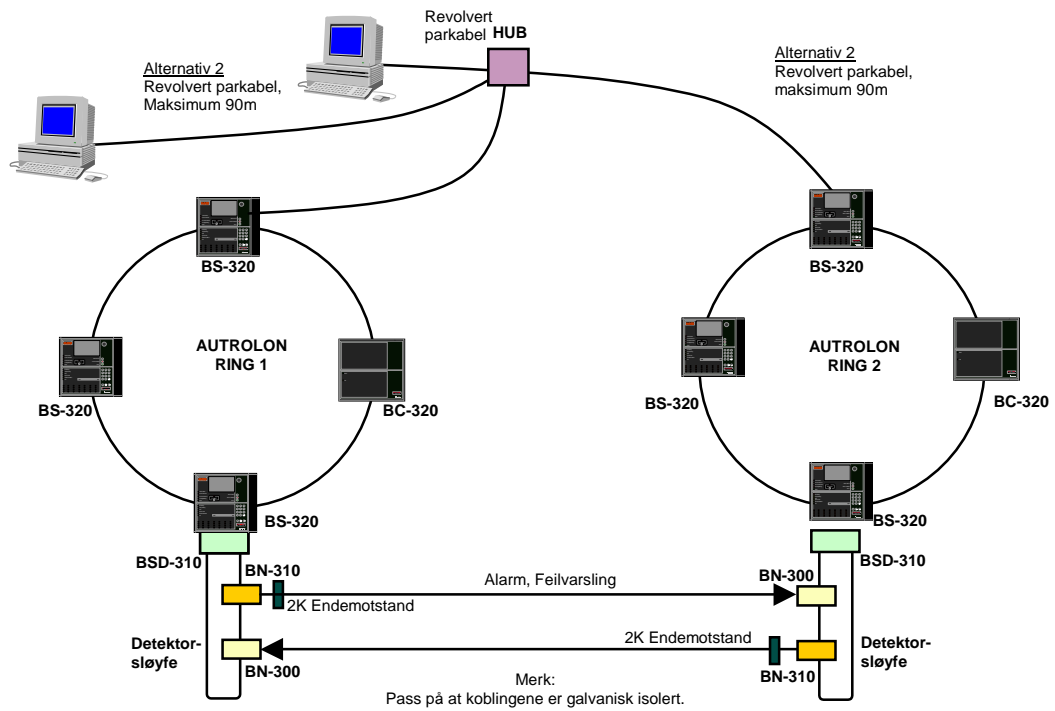 Revolvert
parkabel HUB
Alternativ 2
Revolvert parkabel,
Maksimum 90m
Alternativ 2
Revolvert parkabel,
maksimum 90m
BS-320
BS-320
AUTROLON
RING 1
AUTROLON
RING 2
BS-320
BC-320
BS-320
BC-320
BS-320
BS-320
BSD-310
BSD-310
BN-310
Alarm, Feilvarsling
BN-300
2K Endemotstand
2K Endemotstand
Detektor-
sløyfe
Detektor-
sløyfe
BN-300
BN-310
Merk:
Pass på at koblingene er galvanisk isolert.